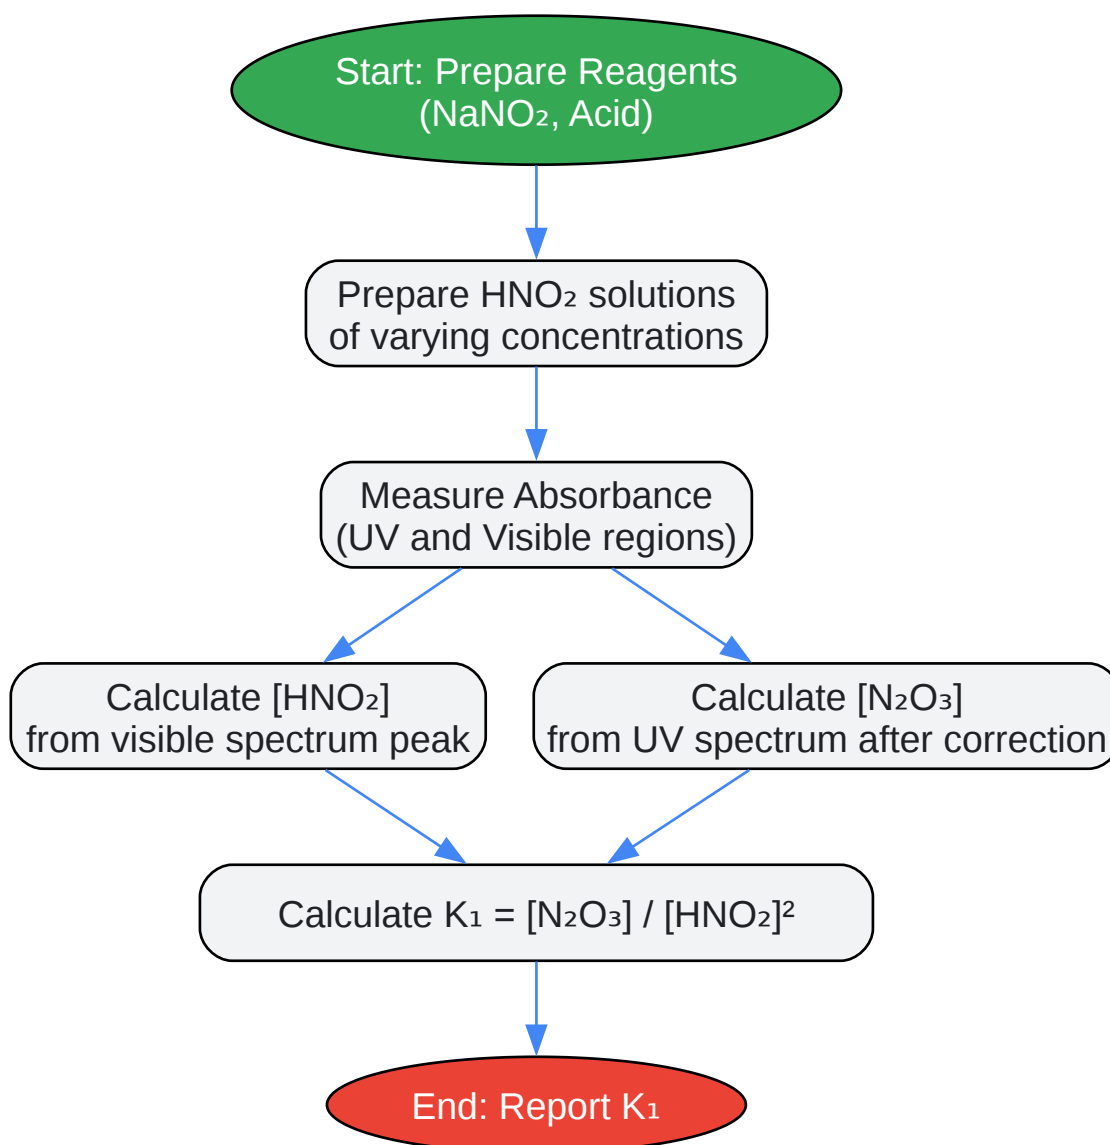 Start: Prepare Reagents
(NaNO₂, Acid)
Prepare HNO₂ solutions
of varying concentrations
Measure Absorbance
(UV and Visible regions)
Calculate [HNO₂]
from visible spectrum peak
Calculate [N₂O₃]
from UV spectrum after correction
Calculate K₁ = [N₂O₃] / [HNO₂]²
End: Report K₁